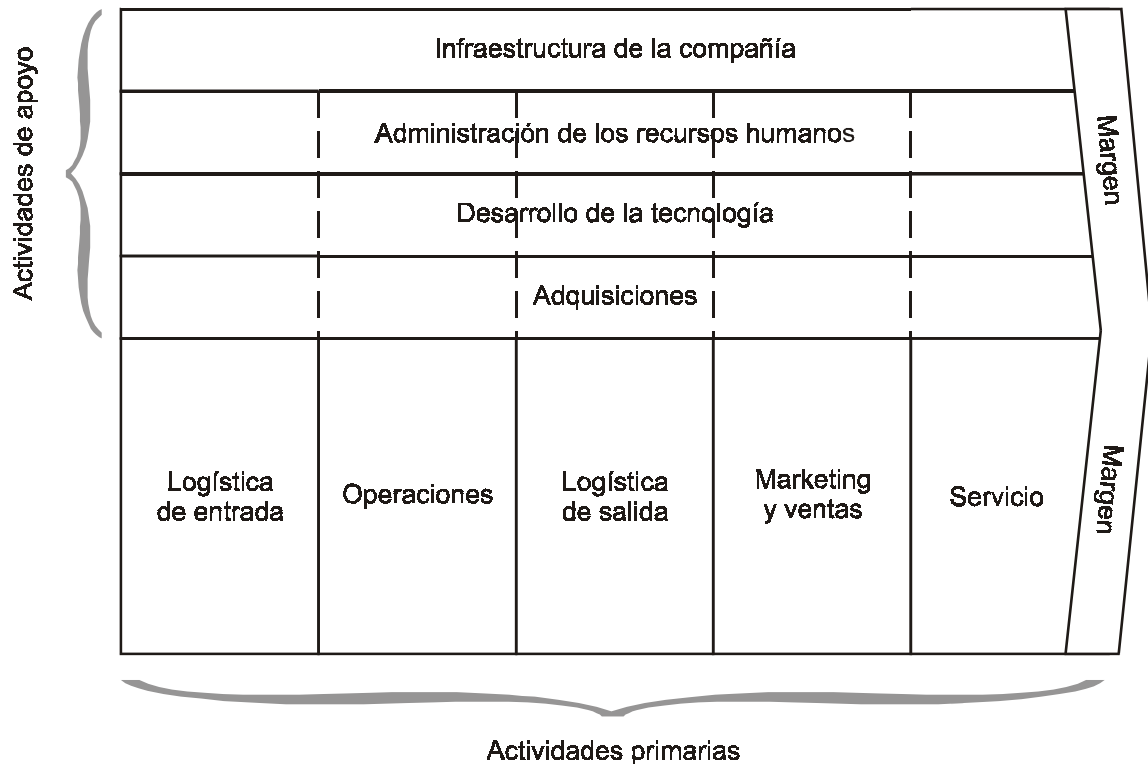 Actividades de apoyo
Infraestructura de la compañía
Administración de los recursos humanos
Desarrollo de la tecnología
Adquisiciones
Margen
Logística
de entrada
Operaciones
Logística
de salida
Marketing
y ventas
Servicio
Margen
Actividades primarias